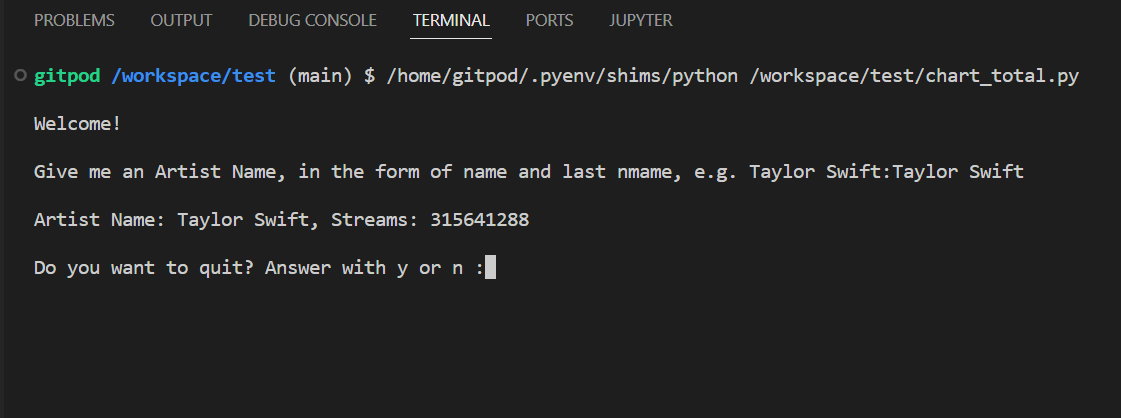 PROBLEMS OUTPUT DEBUG CONSOLE TERMINAL PORTS JUPYTER
gitpod /workspace/test (main) $ /home/gitpod/.pyenv/shims/python /workspace/test/chart_total.py
Welcome!
Give me an Artist Name, in the form of name and last nmame, e.g. Taylor Swift:Taylor Swift
Artist Name: Taylor Swift, Streams: 315641288
Do you want to quit? Answer with y or n :